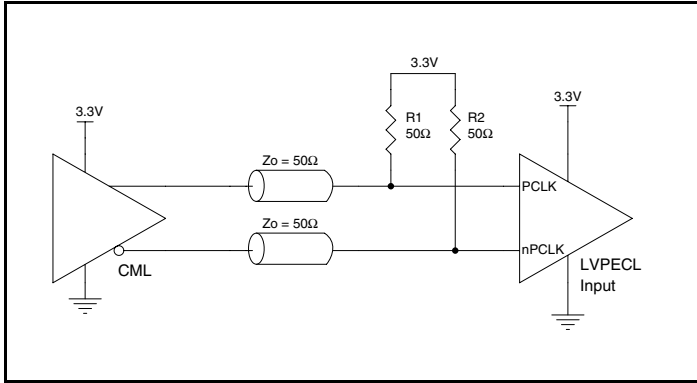 3.3V
3.3V
3.3V
R1
50Ω
R2
50Ω
Zo = 50Ω
PCLK
Zo = 50Ω
nPCLK
CML
LVPECL
Input